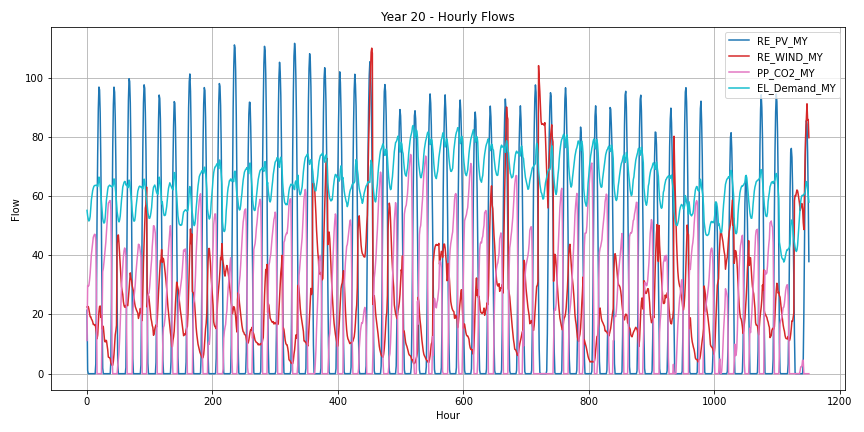 Year 20 - Hourly Flows
RE_PV_MY
RE_WIND_MY
PP_CO2_MY
EL_Demand_MY
Flow
100
80
60
40
20
0
0 200 400 600 800 1000 1200
Hour